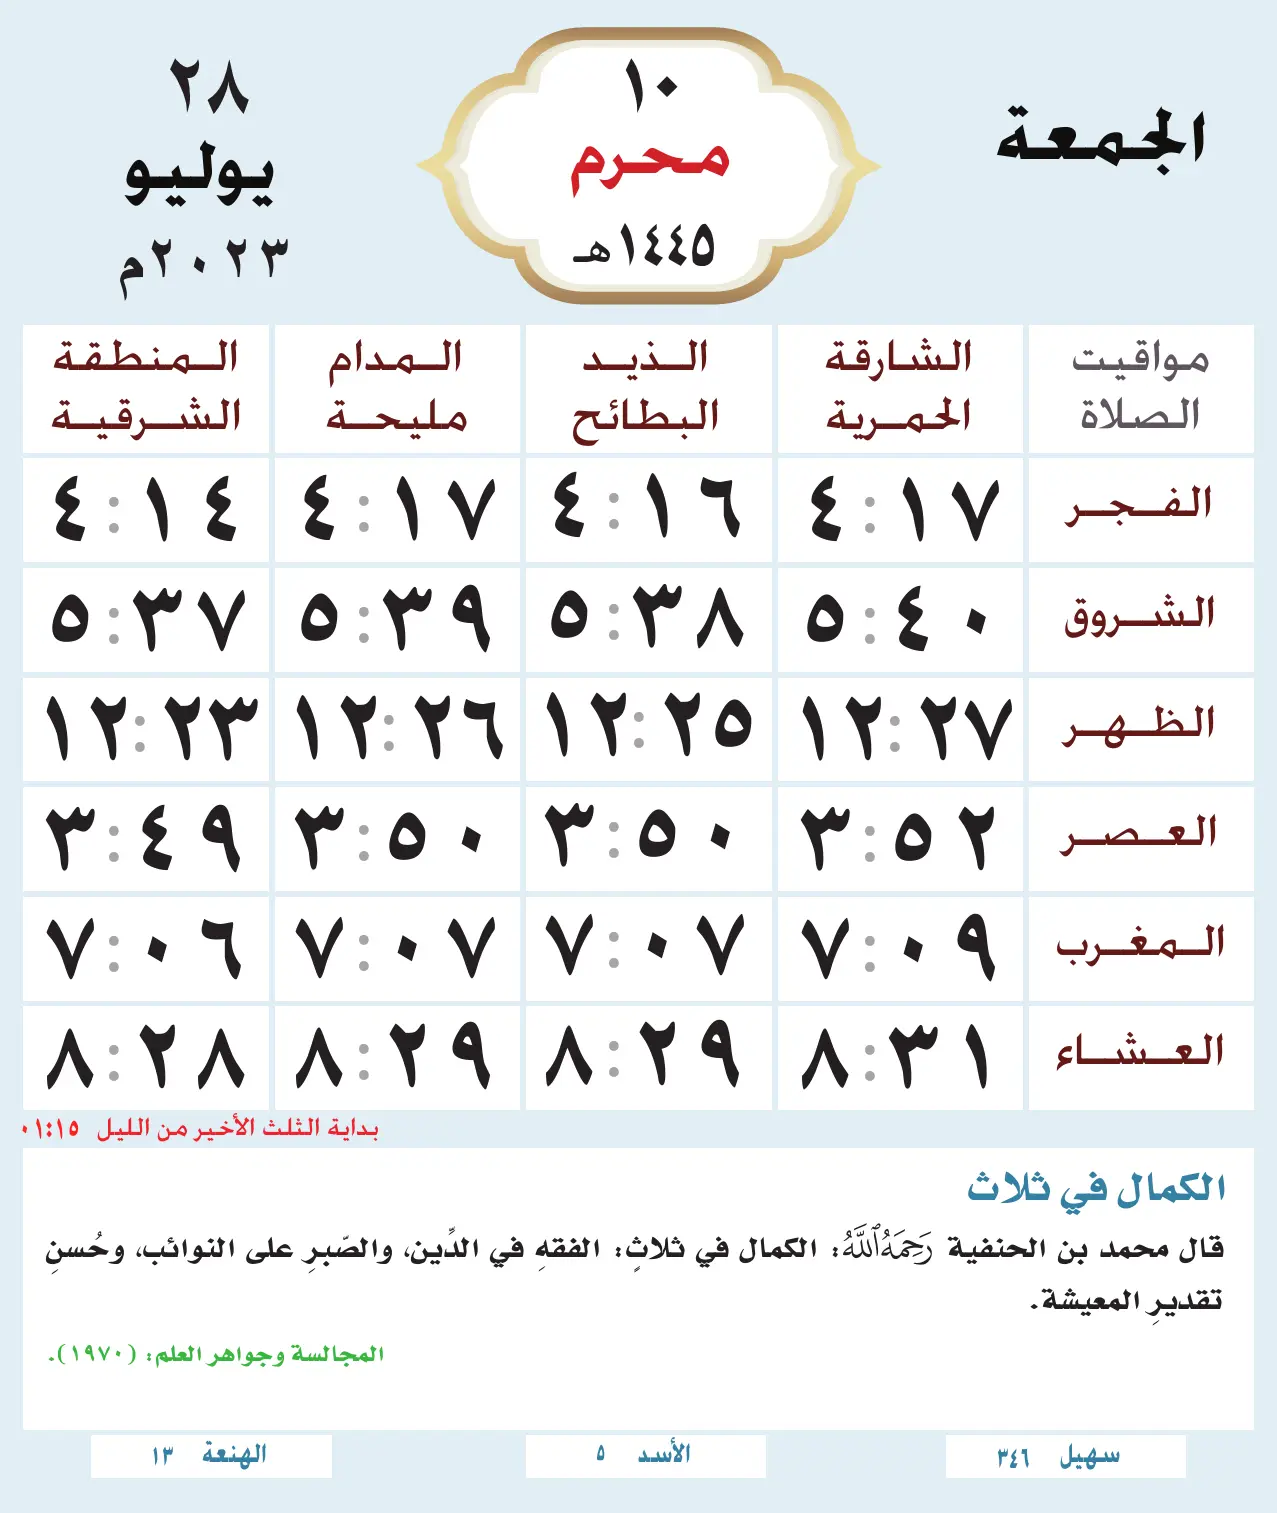 الجمعة
١٠
محرم
١٤٤٥هـ
٢٨
يوليو
٢٠٢٣م
مواقيت الصلاة	الشارقة الحمرية	الذيد البطائح	المدام مليحة	المنطقة الشرقية
الفجر	٤:١٧	٤:١٦	٤:١٧	٤:١٤
الشروق	٥:٤٠	٥:٣٨	٥:٣٩	٥:٣٧
الظهر	١٢:٢٧	١٢:٢٥	١٢:٢٦	١٢:٢٣
العصر	٣:٥٢	٣:٥٠	٣:٥٠	٣:٤٩
المغرب	٧:٠٩	٧:٠٧	٧:٠٧	٧:٠٦
العشاء	٨:٣١	٨:٢٩	٨:٢٩	٨:٢٨
بداية الثلث الأخير من الليل ٠١:١٥
الكمال في ثلاث
قال محمد بن الحنفية رَحِمَهُ ٱللَّهُ: الكمال في ثلاثٍ: الفقهِ في الدِّين، والصّبرِ على النوائب، وحُسنِ
تقديرِ المعيشة.
المجالسة وجواهر العلم: (١٩٧٠).
سهيل ٣٤٦	الأسد ٥	الهنعة ١٣